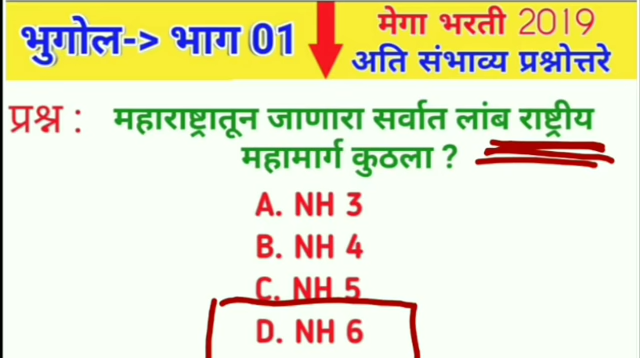 भुगोल-> भाग 01
मेगा भरती 2019
अति संभाव्य प्रश्नोत्तरे
प्रश्न : महाराष्ट्रातून जाणारा सर्वात लांब राष्ट्रीय
महामार्ग कुठला ?
A. NH 3
B. NH 4
C. NH 5
D. NH 6